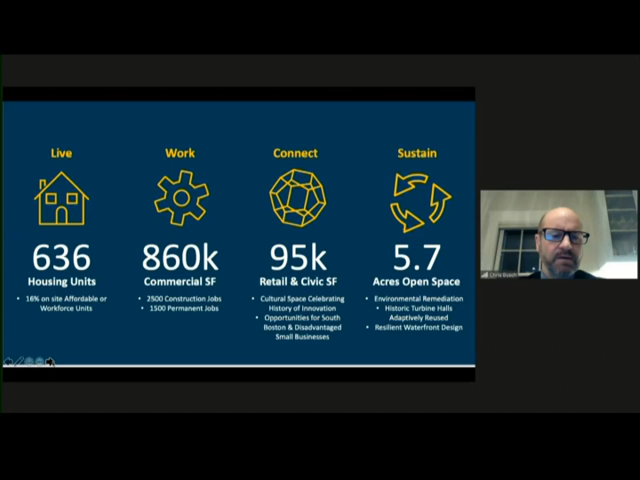 Live
Work
Connect
Sustain
636
860k
95k
5.7
Housing Units
Commercial SF
Retail & Civic SF
Acres Open Space
• 16% on site Affordable or
Workforce Units
• 2500 Construction Jobs
• 1500 Permanent Jobs
• Cultural Space Celebrating
History of Innovation
• Opportunities for South
Boston & Disadvantaged
Small Businesses
• Environmental Remediation
• Historic Turbine Halls
Adaptively Reused
• Resilient Waterfront Design
Chris